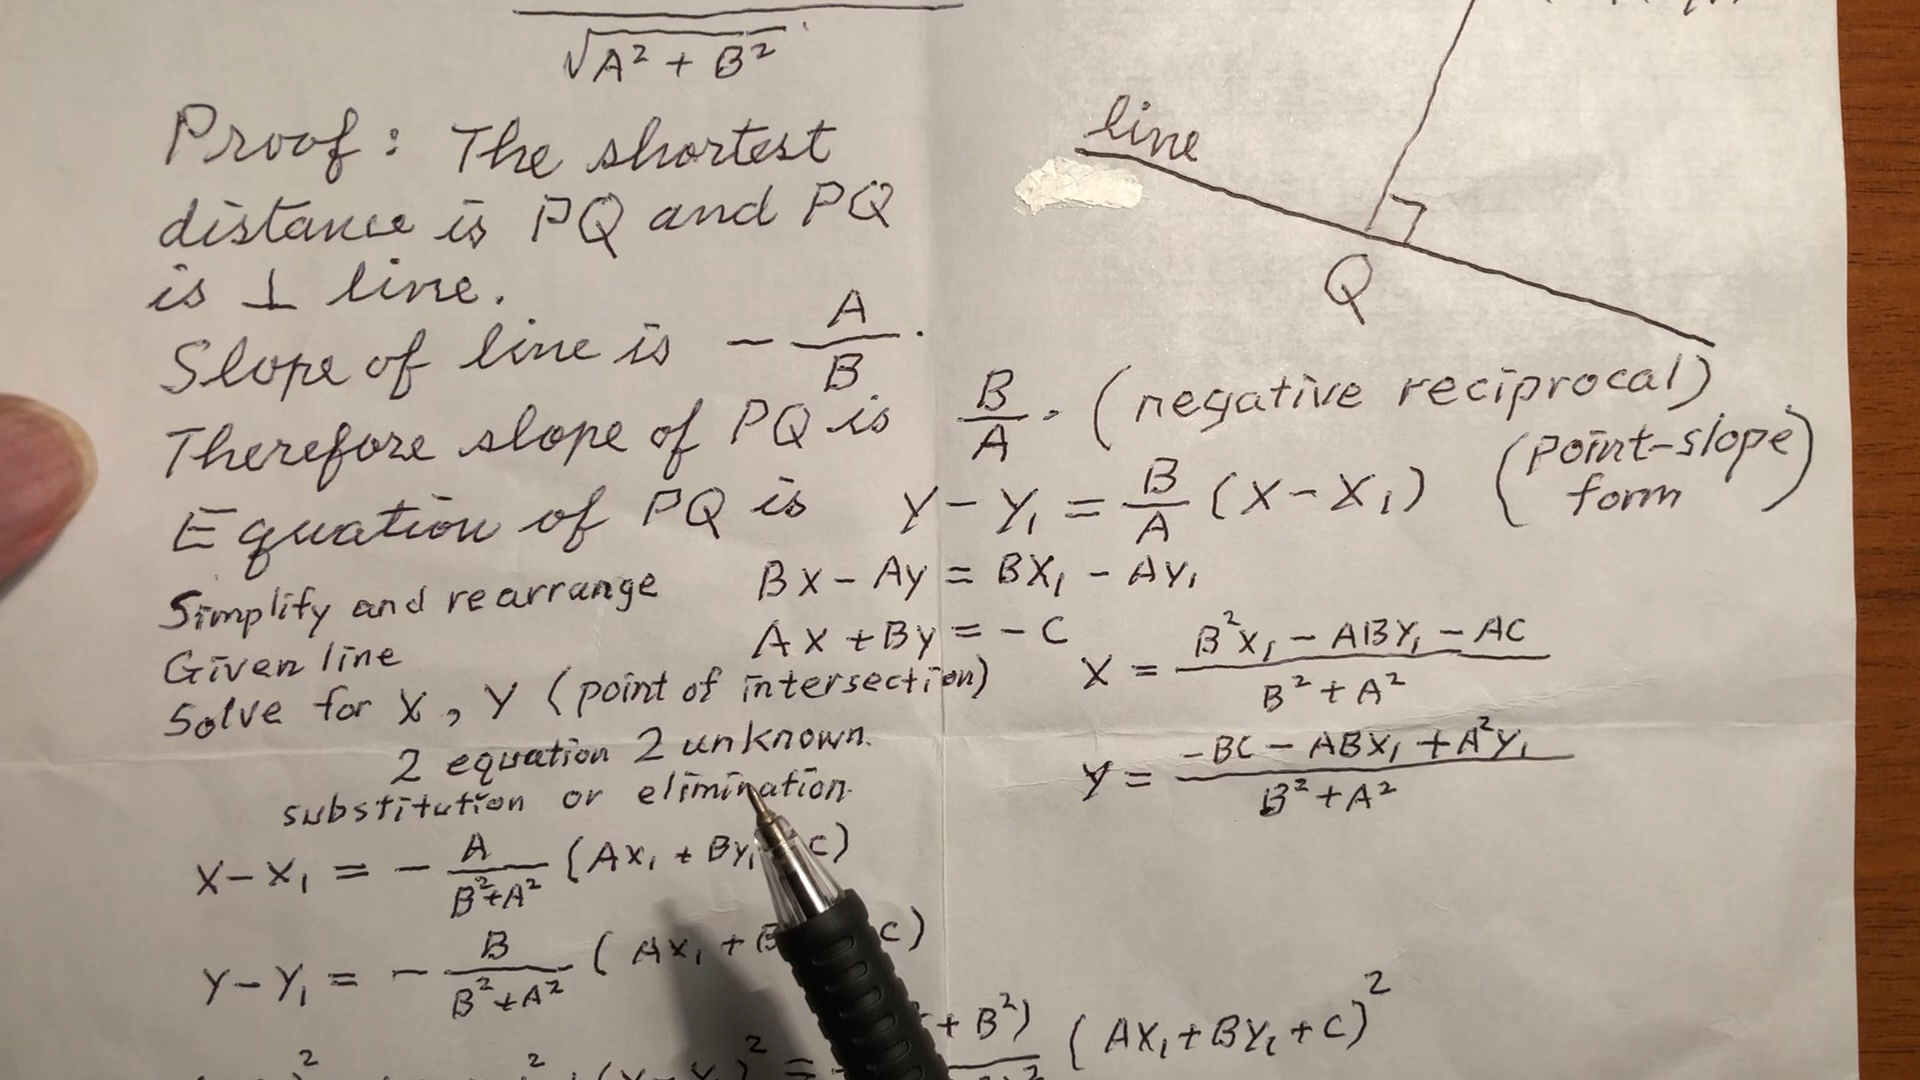 √A² + B²
Proof: The shortest
line
distance is PQ and PQ
is ⊥ line.
Q
Slope of line is - A/B.
Therefore slope of PQ is B/A. (negative reciprocal)
Equation of PQ is Y - Y₁ = B/A (X - X₁) (point-slope form)
Simplify and rearrange BX - AY = BX₁ - AY₁
Given line AX + BY = - C
Solve for X, Y (point of intersection)
X = B²X₁ - ABY₁ - AC / B² + A²
2 equation 2 unknown.
substitution or elimination.
Y = -BC - ABX₁ + A²Y₁ / B² + A²
X - X₁ = - A / B² + A² (AX₁ + BY₁ C)
Y - Y₁ = - B / B² + A² (AX₁ + B C)
+ B²) (AX₁ + BY₁ + C)²